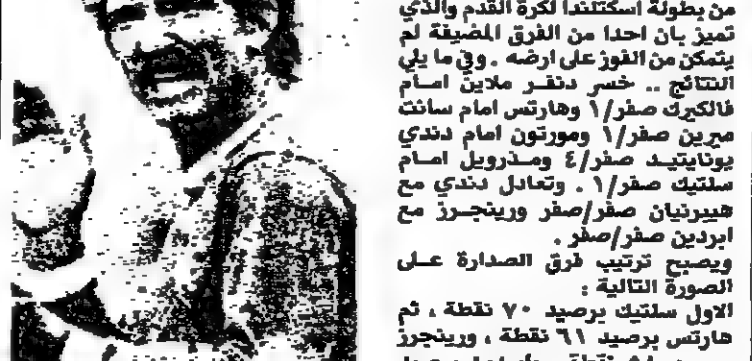 من بطولة اسكتلندا لكرة القدم والذي
تميز بان احدا من الفرق المضيفة لم
يتمكن من الفوز على ارضه . وفي ما يلي
النتائج .. خسر دنفر ملاين امام
فالكيرك صفر/١ وهارتس امام سانت
ميرين صفر/١ ومورتون امام دندي
يونايتيد صفر/٤ ومذرويل امام
سلتيك صفر/١ . وتعادل دندي مع
هيبرنيان صفر/صفر ورينجرز مع
ابردين صفر/صفر .
ويصبح ترتيب فرق الصدارة على
الصورة التالية :
الاول سلتيك برصيد ٧٠ نقطة ، ثم
هارتس برصيد ٦١ نقطة ، ورينجرز